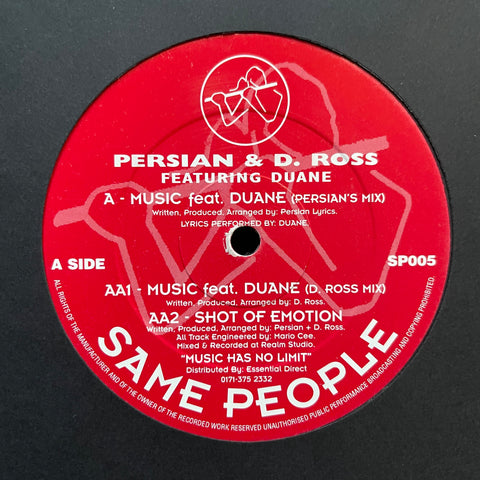 PERSIAN & D. ROSS
FEATURING DUANE
A - MUSIC feat. DUANE (PERSIAN'S MIX)
Written, Produced, Arranged by: Persian Lyrics.
LYRICS PERFORMED BY: DUANE.
A SIDE
SP005
AA1 - MUSIC feat. DUANE (D. ROSS MIX)
Written, Produced, Arranged by: D. Ross.
AA2 - SHOT OF EMOTION
Written, Produced, Arranged by: Persian + D. Ross.
All Track Engineered by: Mario Cee.
Mixed & Recorded at Realm Studio.
"MUSIC HAS NO LIMIT"
Distributed By: Essential Direct
0171-375 2332
SAME PEOPLE
ALL RIGHTS OF THE MANUFACTURER AND OF THE OWNER OF THE RECORDED WORK RESERVED UNAUTHORISED PUBLIC PERFORMANCE BROADCASTING AND COPYING PROHIBITED.